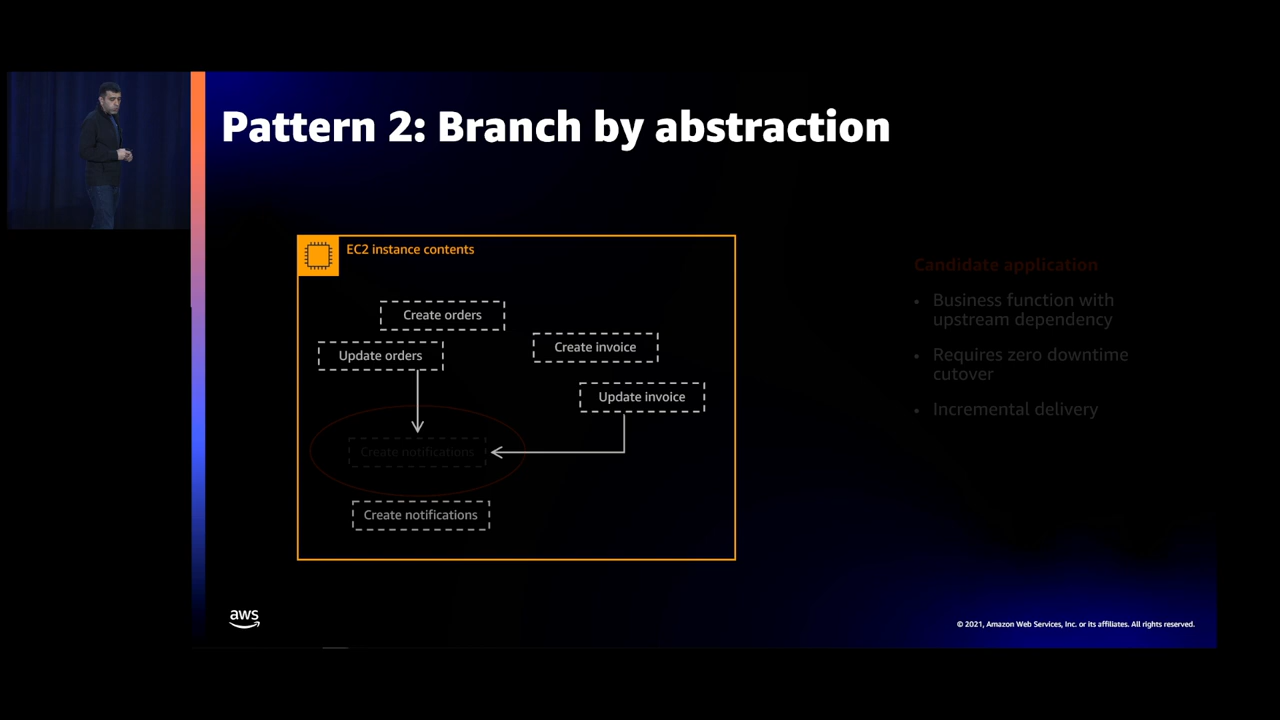 Pattern 2: Branch by abstraction
EC2 instance contents
Create orders
Update orders
Create invoice
Update invoice
Create notifications
Create notifications
Candidate application
• Business function with
upstream dependency
• Requires zero downtime
cutover
• Incremental delivery
aws
© 2021, Amazon Web Services, Inc. or its affiliates. All rights reserved.